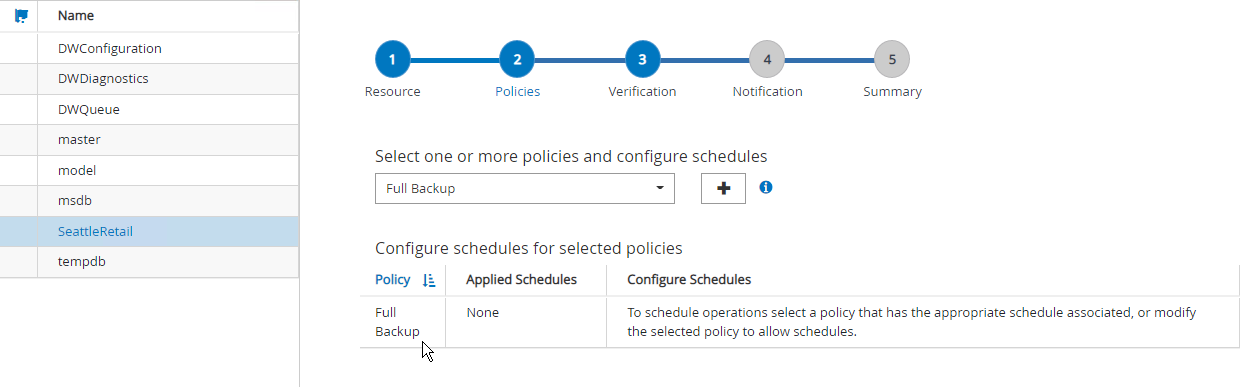 Name
DWConfiguration
DWDiagnostics
DWQueue
master
model
msdb
SeattleRetail
tempdb
1 2 3 4 5
Resource Policies Verification Notification Summary
Select one or more policies and configure schedules
Full Backup
Configure schedules for selected policies
Policy Applied Schedules Configure Schedules
Full None To schedule operations select a policy that has the appropriate schedule associated, or modify
Backup the selected policy to allow schedules.